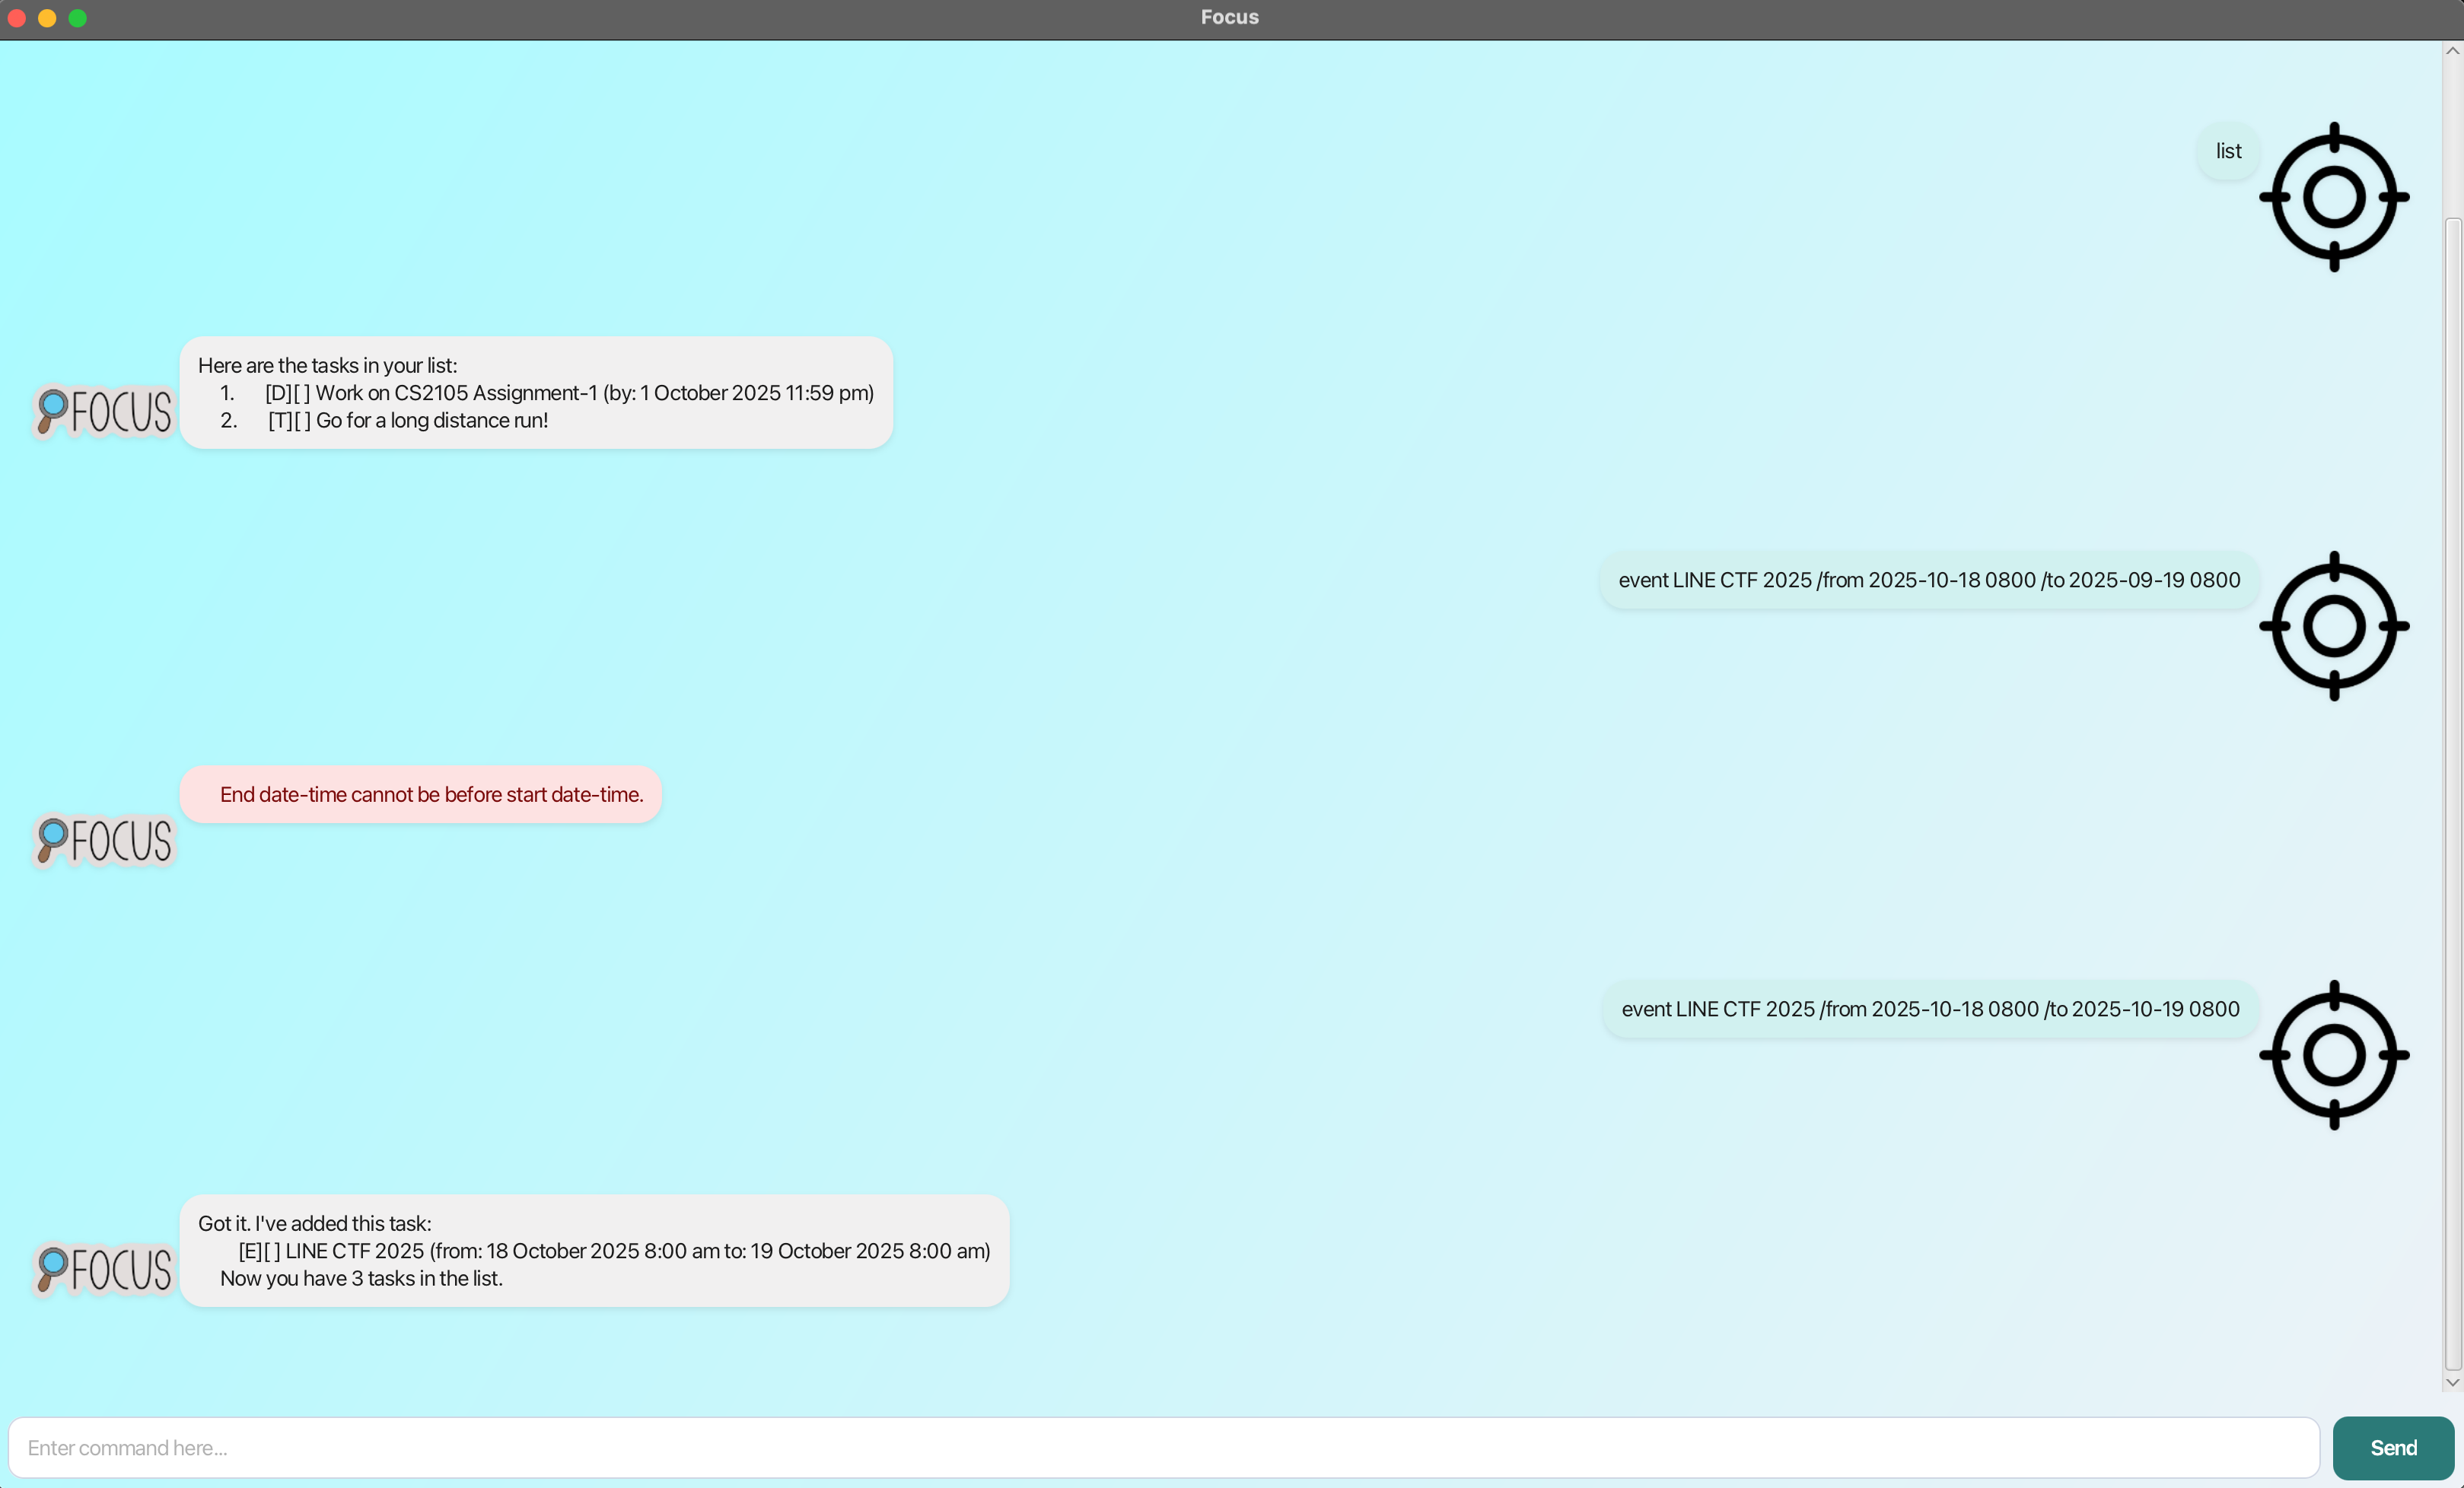 Focus
list
Here are the tasks in your list:
1. [D][ ] Work on CS2105 Assignment-1 (by: 1 October 2025 11:59 pm)
2. [T][ ] Go for a long distance run!
FOCUS
event LINE CTF 2025 /from 2025-10-18 0800 /to 2025-09-19 0800
End date-time cannot be before start date-time.
FOCUS
event LINE CTF 2025 /from 2025-10-18 0800 /to 2025-10-19 0800
Got it. I've added this task:
[E][ ] LINE CTF 2025 (from: 18 October 2025 8:00 am to: 19 October 2025 8:00 am)
Now you have 3 tasks in the list.
FOCUS
Enter command here...
Send